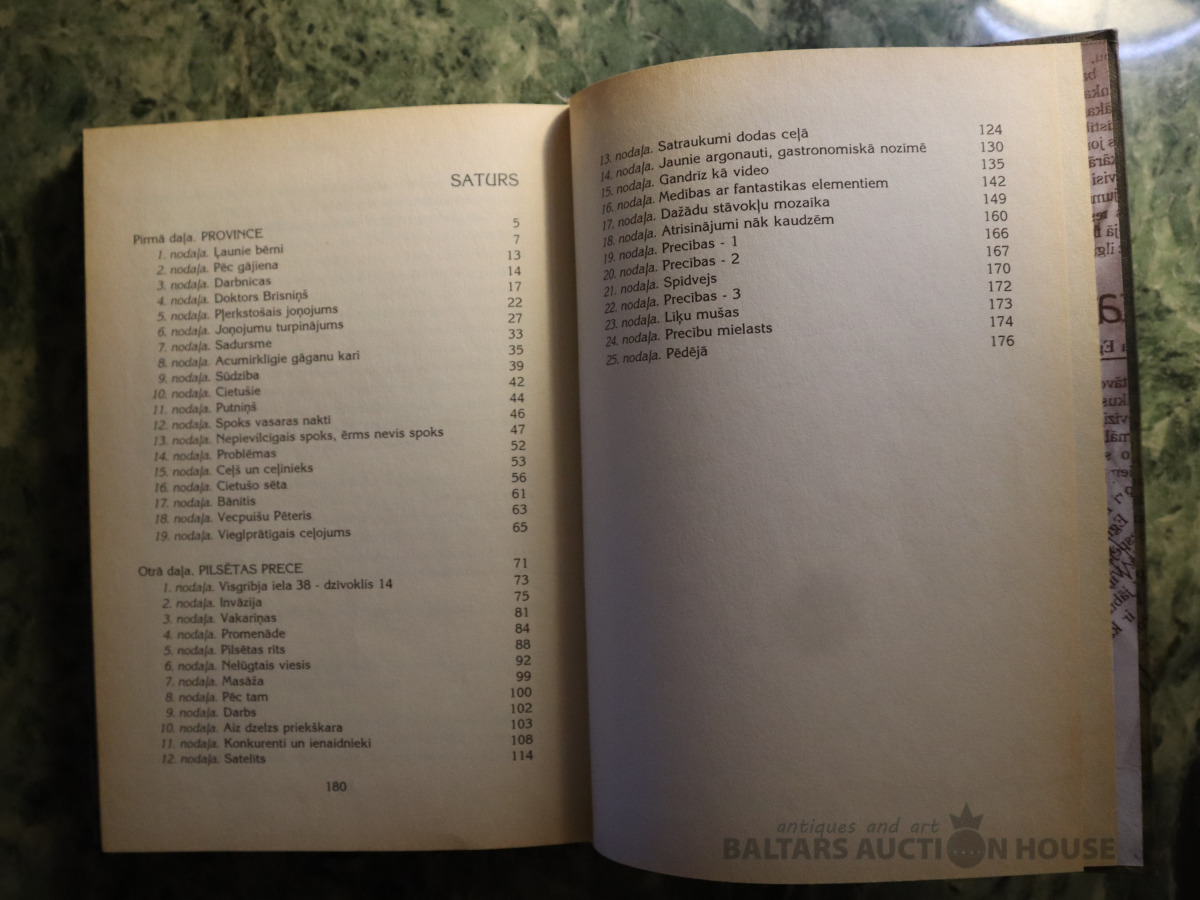 SATURS
Pirmā daļa. PROVINCE 5
1. nodaļa. Ļaunie bērni 7
2. nodaļa. Pēc gājiena 13
3. nodaļa. Darbnīcas 14
4. nodaļa. Doktors Brisniņš 17
5. nodaļa. Pļerkstošais joņojums 22
6. nodaļa. Joņojumu turpinājums 27
7. nodaļa. Sadursme 33
8. nodaļa. Acumirklīgie gāganu kari 35
9. nodaļa. Sūdzība 39
10. nodaļa. Cietušie 42
11. nodaļa. Putniņš 44
12. nodaļa. Spoks vasaras naktī 46
13. nodaļa. Nepievilcīgais spoks, ērms nevis spoks 47
14. nodaļa. Problēmas 52
15. nodaļa. Ceļš un ceļinieks 53
16. nodaļa. Cietušo sēta 56
17. nodaļa. Bānītis 61
18. nodaļa. Vecpuišu Pēteris 63
19. nodaļa. Vieglprātīgais ceļojums 65
Otrā daļa. PILSĒTAS PRECE 71
1. nodaļa. Visgribja iela 38 - dzīvoklis 14 73
2. nodaļa. Invāzija 75
3. nodaļa. Vakariņas 81
4. nodaļa. Promenāde 84
5. nodaļa. Pilsētas rīts 88
6. nodaļa. Nelūgtais viesis 92
7. nodaļa. Masāža 99
8. nodaļa. Pēc tam 100
9. nodaļa. Darbs 102
10. nodaļa. Aiz dzelzs priekškara 103
11. nodaļa. Konkurenti un ienaidnieki 108
12. nodaļa. Satelīts 114
180
13. nodaļa. Satraukumi dodas ceļā 124
14. nodaļa. Jaunie argonauti, gastronomiskā nozīmē 130
15. nodaļa. Gandrīz kā video 135
16. nodaļa. Medības ar fantastikas elementiem 142
17. nodaļa. Dažādu stāvokļu mozaīka 149
18. nodaļa. Atrisinājumi nāk kaudzēm 160
19. nodaļa. Precības - 1 166
20. nodaļa. Precības - 2 167
21. nodaļa. Spīdvejs 170
22. nodaļa. Precības - 3 172
23. nodaļa. Līķu mušas 173
24. nodaļa. Precību mielasts 174
25. nodaļa. Pēdējā 176
antiques and art
BALTARS AUCTION HOUSE